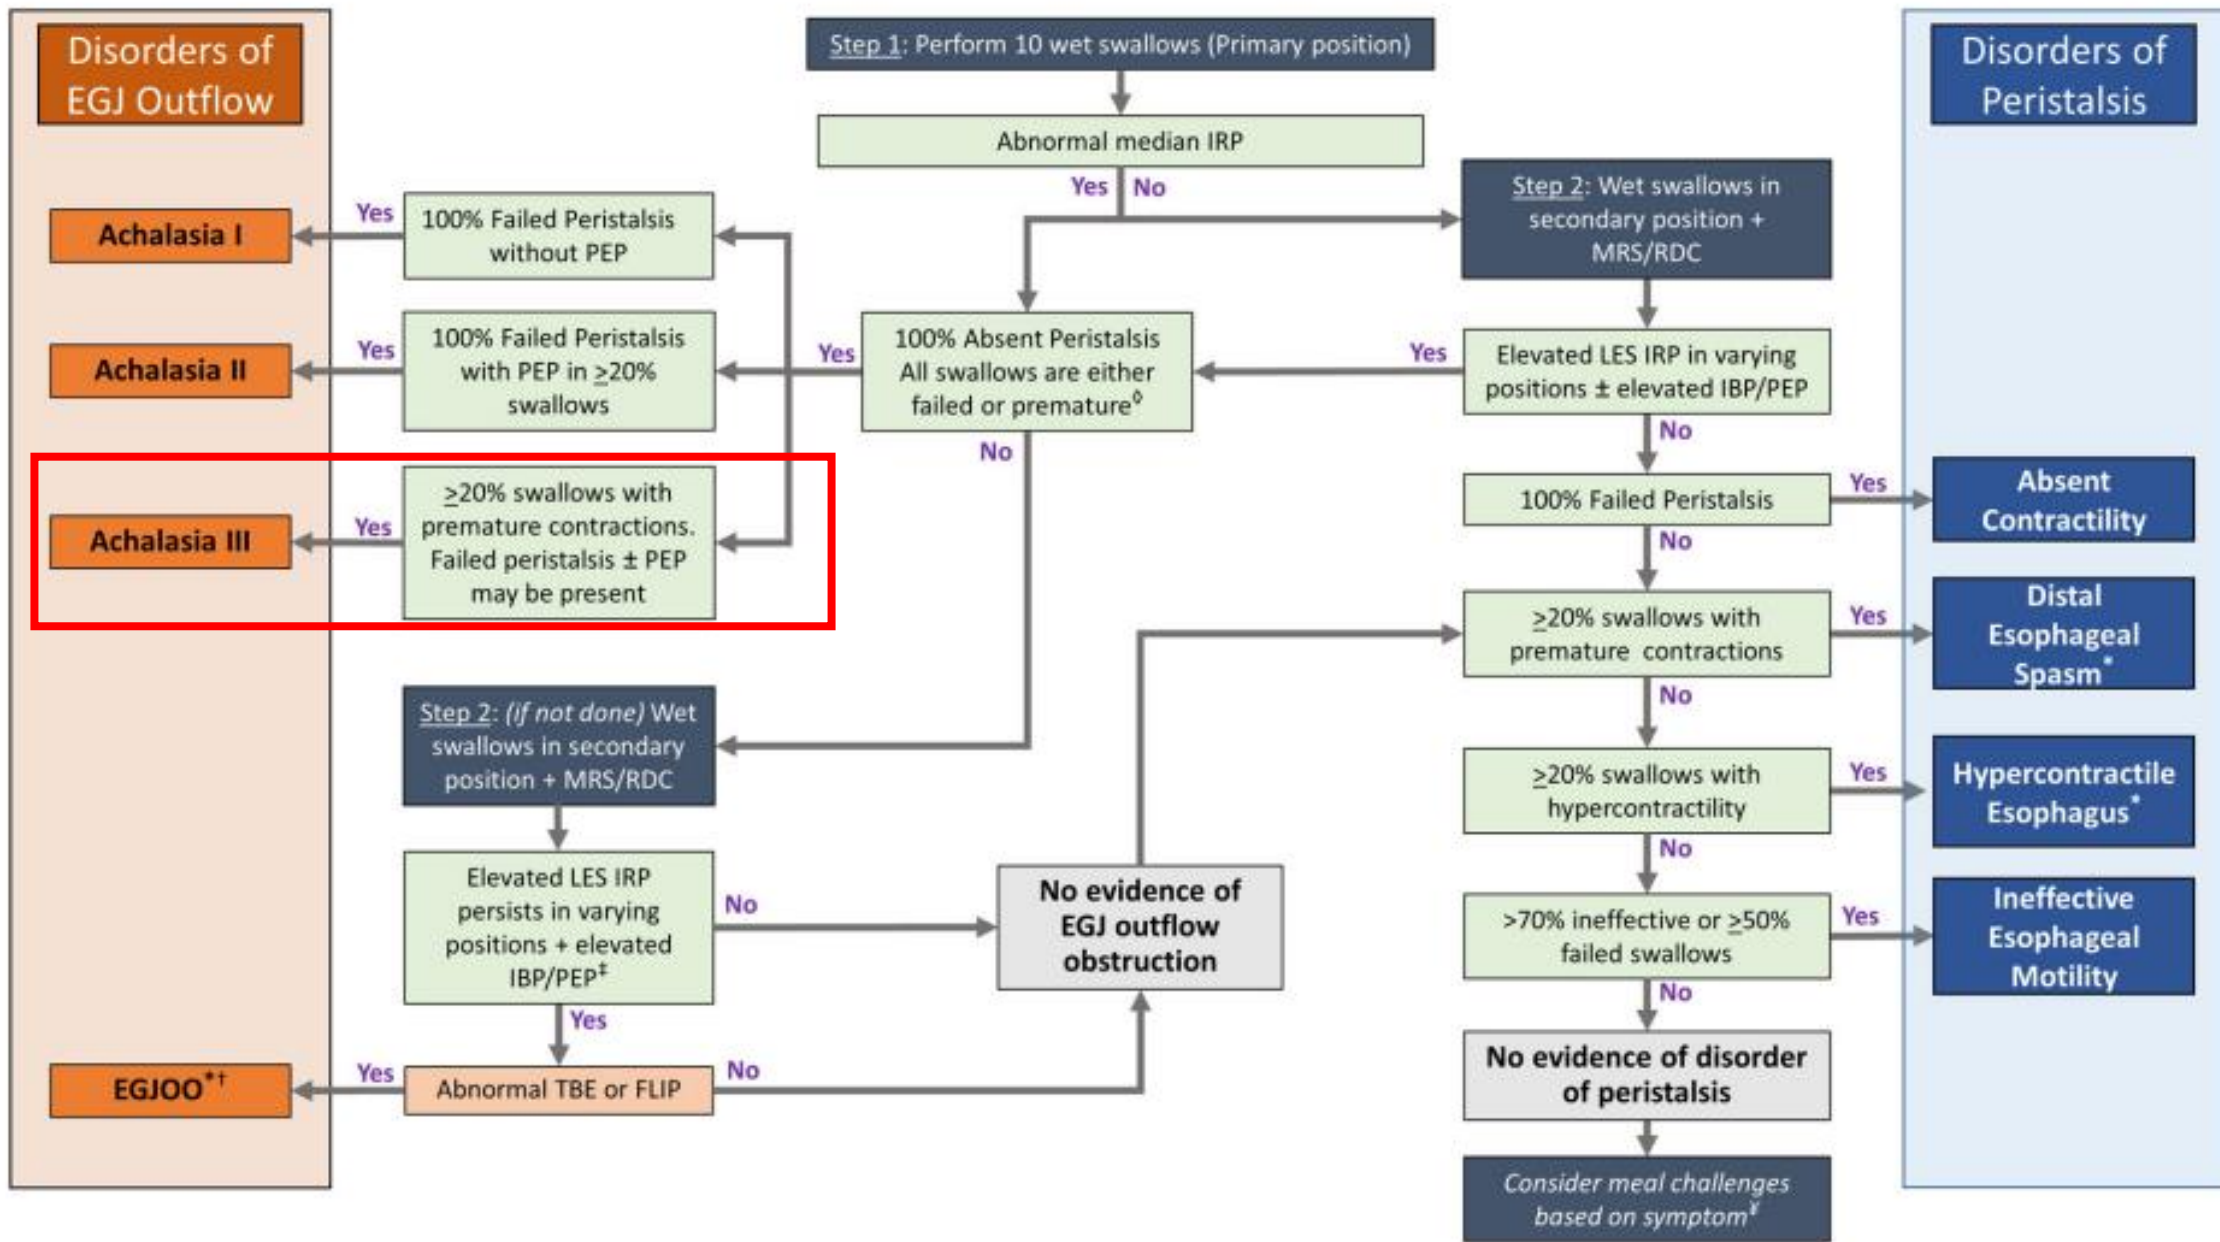 Disorders of
EGJ Outflow
Achalasia I
Achalasia II
Achalasia III
EGJOO*†
Step 1: Perform 10 wet swallows (Primary position)
Abnormal median IRP
Yes
No
100% Absent Peristalsis
All swallows are either
failed or premature◊
Yes
No
Yes
100% Failed Peristalsis
without PEP
Yes
100% Failed Peristalsis
with PEP in ≥20%
swallows
Yes
≥20% swallows with
premature contractions.
Failed peristalsis ± PEP
may be present
Step 2: (if not done) Wet
swallows in secondary
position + MRS/RDC
Elevated LES IRP
persists in varying
positions + elevated
IBP/PEP‡
No
Yes
Yes
Abnormal TBE or FLIP
No
No evidence of
EGJ outflow
obstruction
Step 2: Wet swallows in
secondary position +
MRS/RDC
Yes
Elevated LES IRP in varying
positions ± elevated IBP/PEP
No
100% Failed Peristalsis
Yes
No
≥20% swallows with
premature contractions
Yes
No
≥20% swallows with
hypercontractility
Yes
No
>70% ineffective or ≥50%
failed swallows
Yes
No
No evidence of disorder
of peristalsis
Consider meal challenges
based on symptom¥
Disorders of
Peristalsis
Absent
Contractility
Distal
Esophageal
Spasm*
Hypercontractile
Esophagus*
Ineffective
Esophageal
Motility